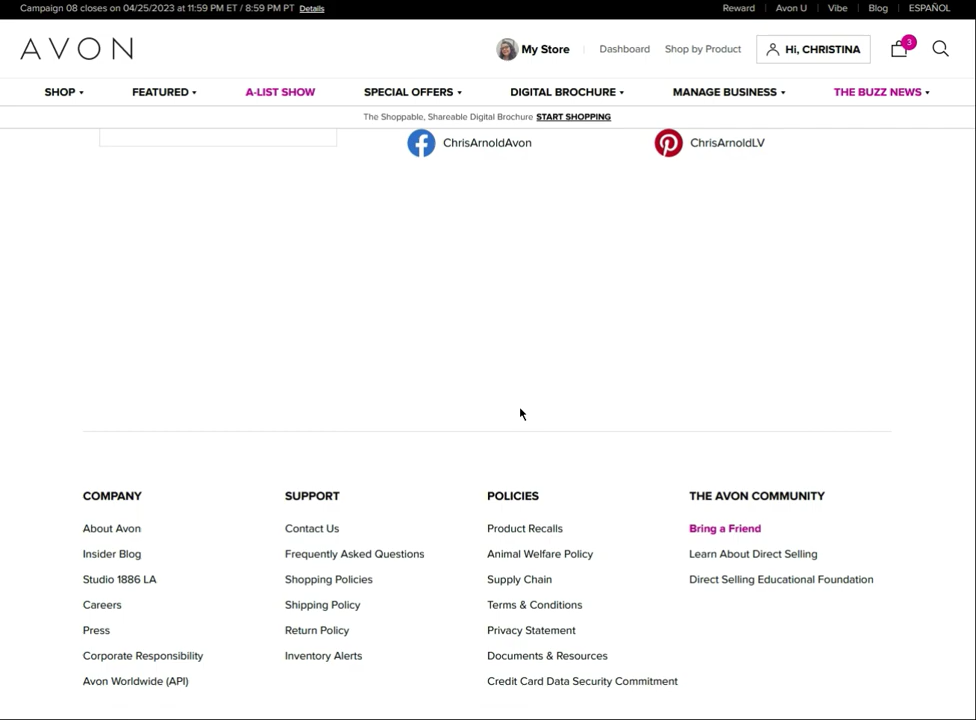 Campaign 08 closes on 04/25/2023 at 11:59 PM ET / 8:59 PM PT Details
Reward Avon U Vibe Blog ESPAÑOL
AVON
My Store Dashboard Shop by Product Hi, CHRISTINA 3
SHOP FEATURED A-LIST SHOW SPECIAL OFFERS DIGITAL BROCHURE MANAGE BUSINESS THE BUZZ NEWS
The Shoppable, Shareable Digital Brochure START SHOPPING
ChrisArnoldAvon ChrisArnoldLV
COMPANY
About Avon
Insider Blog
Studio 1886 LA
Careers
Press
Corporate Responsibility
Avon Worldwide (API)
SUPPORT
Contact Us
Frequently Asked Questions
Shopping Policies
Shipping Policy
Return Policy
Inventory Alerts
POLICIES
Product Recalls
Animal Welfare Policy
Supply Chain
Terms & Conditions
Privacy Statement
Documents & Resources
Credit Card Data Security Commitment
THE AVON COMMUNITY
Bring a Friend
Learn About Direct Selling
Direct Selling Educational Foundation